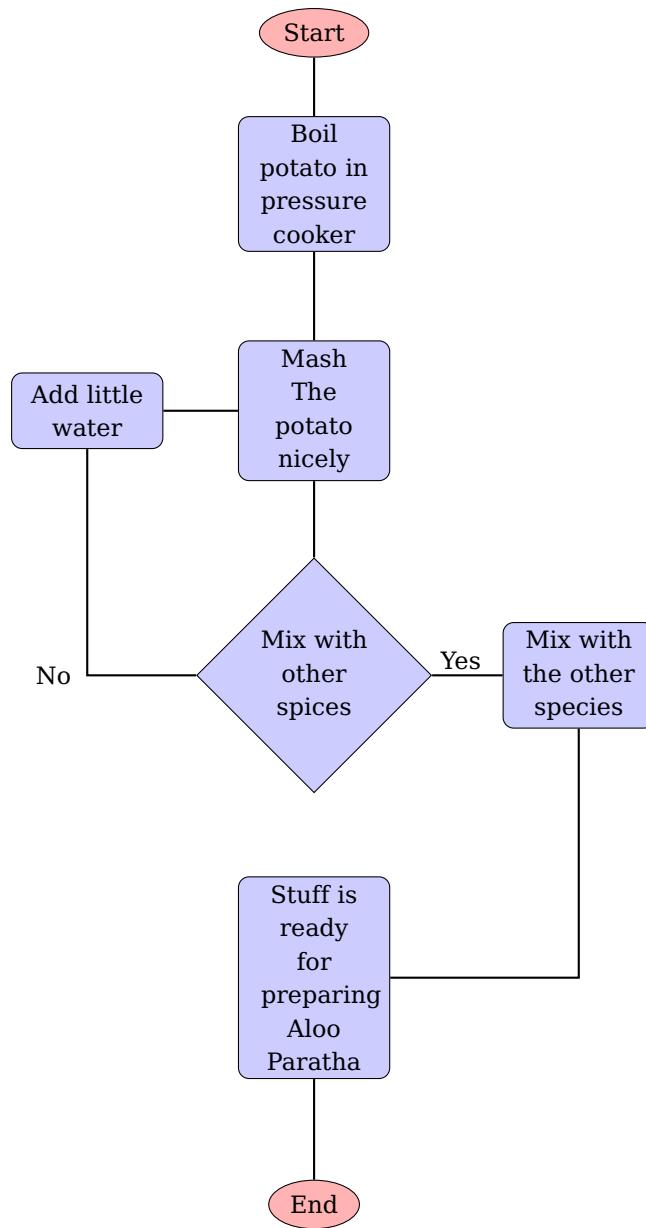 Start
Boil
potato in
pressure
cooker
Mash
The
potato
nicely
Add little
water
Mix with
other
spices
No
Yes
Mix with
the other
species
Stuff is
ready
for
preparing
Aloo
Paratha
End